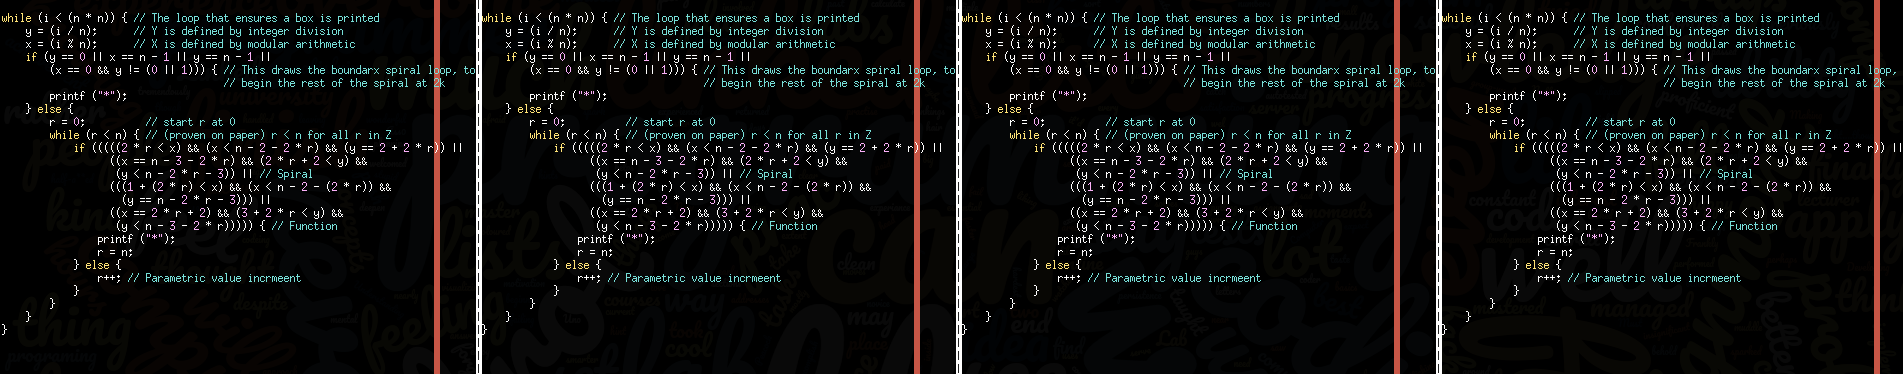 while (i < (n * n)) { // The loop that ensures a box is printed
y = (i / n); // Y is defined by integer division
x = (i % n); // X is defined by modular arithmetic
if (y == 0 || x == n - 1 || y == n - 1 ||
(x == 0 && y != (0 || 1))) { // This draws the boundarx spiral loop, to
// begin the rest of the spiral at 2k
printf ("*");
} else {
r = 0; // start r at 0
while (r < n) { // (proven on paper) r < n for all r in Z
if (((((2 * r < x) && (x < n - 2 - 2 * r) && (y == 2 + 2 * r)) ||
((x == n - 3 - 2 * r) && (2 * r + 2 < y) &&
(y < n - 2 * r - 3)) || // Spiral
(((1 + (2 * r) < x) && (x < n - 2 - (2 * r)) &&
(y == n - 2 * r - 3))) ||
((x == 2 * r + 2) && (3 + 2 * r < y) &&
(y < n - 3 - 2 * r))))) { // Function
printf ("*");
r = n;
} else {
r++; // Parametric value incrmeent
}
}
}
}
while (i < (n * n)) { // The loop that ensures a box is printed
y = (i / n); // Y is defined by integer division
x = (i % n); // X is defined by modular arithmetic
if (y == 0 || x == n - 1 || y == n - 1 ||
(x == 0 && y != (0 || 1))) { // This draws the boundarx spiral loop, to
// begin the rest of the spiral at 2k
printf ("*");
} else {
r = 0; // start r at 0
while (r < n) { // (proven on paper) r < n for all r in Z
if (((((2 * r < x) && (x < n - 2 - 2 * r) && (y == 2 + 2 * r)) ||
((x == n - 3 - 2 * r) && (2 * r + 2 < y) &&
(y < n - 2 * r - 3)) || // Spiral
(((1 + (2 * r) < x) && (x < n - 2 - (2 * r)) &&
(y == n - 2 * r - 3))) ||
((x == 2 * r + 2) && (3 + 2 * r < y) &&
(y < n - 3 - 2 * r))))) { // Function
printf ("*");
r = n;
} else {
r++; // Parametric value incrmeent
}
}
}
}
while (i < (n * n)) { // The loop that ensures a box is printed
y = (i / n); // Y is defined by integer division
x = (i % n); // X is defined by modular arithmetic
if (y == 0 || x == n - 1 || y == n - 1 ||
(x == 0 && y != (0 || 1))) { // This draws the boundarx spiral loop, to
// begin the rest of the spiral at 2k
printf ("*");
} else {
r = 0; // start r at 0
while (r < n) { // (proven on paper) r < n for all r in Z
if (((((2 * r < x) && (x < n - 2 - 2 * r) && (y == 2 + 2 * r)) ||
((x == n - 3 - 2 * r) && (2 * r + 2 < y) &&
(y < n - 2 * r - 3)) || // Spiral
(((1 + (2 * r) < x) && (x < n - 2 - (2 * r)) &&
(y == n - 2 * r - 3))) ||
((x == 2 * r + 2) && (3 + 2 * r < y) &&
(y < n - 3 - 2 * r))))) { // Function
printf ("*");
r = n;
} else {
r++; // Parametric value incrmeent
}
}
}
}
while (i < (n * n)) { // The loop that ensures a box is printed
y = (i / n); // Y is defined by integer division
x = (i % n); // X is defined by modular arithmetic
if (y == 0 || x == n - 1 || y == n - 1 ||
(x == 0 && y != (0 || 1))) { // This draws the boundarx spiral loop,
// begin the rest of the spiral at 2k
printf ("*");
} else {
r = 0; // start r at 0
while (r < n) { // (proven on paper) r < n for all r in Z
if (((((2 * r < x) && (x < n - 2 - 2 * r) && (y == 2 + 2 * r)) ||
((x == n - 3 - 2 * r) && (2 * r + 2 < y) &&
(y < n - 2 * r - 3)) || // Spiral
(((1 + (2 * r) < x) && (x < n - 2 - (2 * r)) &&
(y == n - 2 * r - 3))) ||
((x == 2 * r + 2) && (3 + 2 * r < y) &&
(y < n - 3 - 2 * r))))) { // Function
printf ("*");
r = n;
} else {
r++; // Parametric value incrmeent
}
}
}
}